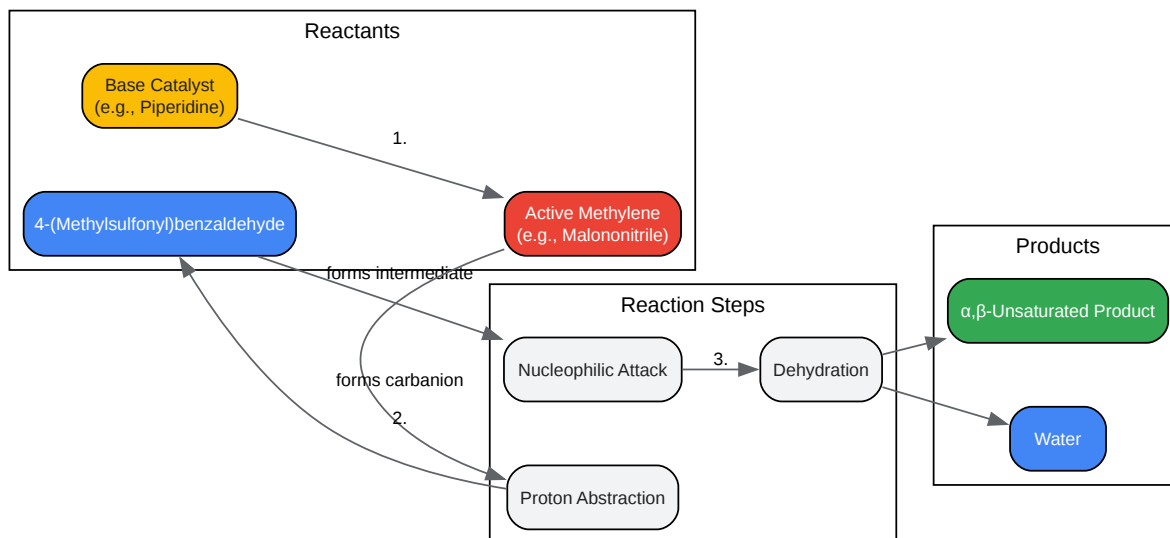 Reactants
Base Catalyst
(e.g., Piperidine)
1.
4-(Methylsulfonyl)benzaldehyde
Active Methylene
(e.g., Malononitrile)
forms intermediate
Reaction Steps
Nucleophilic Attack
3.
Dehydration
forms carbanion
2.
Proton Abstraction
Products
α,β-Unsaturated Product
Water